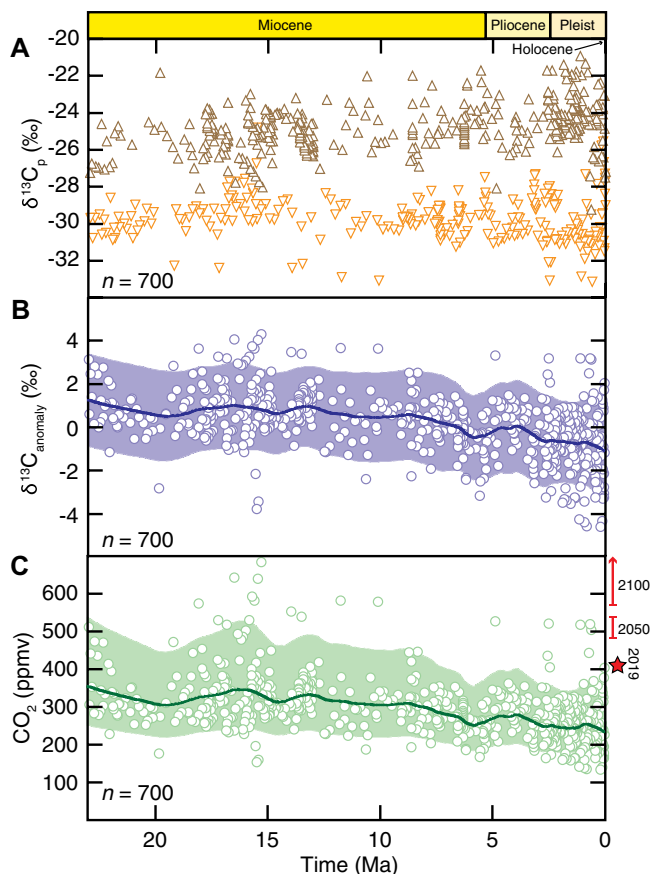 Miocene Pliocene Pleist
Holocene
A
-20
-22
-24
-26
-28
-30
-32
δ¹³Cₚ (‰)
n = 700
B
4
2
0
-2
-4
δ¹³C_anomaly (‰)
n = 700
C
600
500
400
300
200
100
CO₂ (ppmv)
n = 700
2100
2050
2019
20 15 10 5 0
Time (Ma)